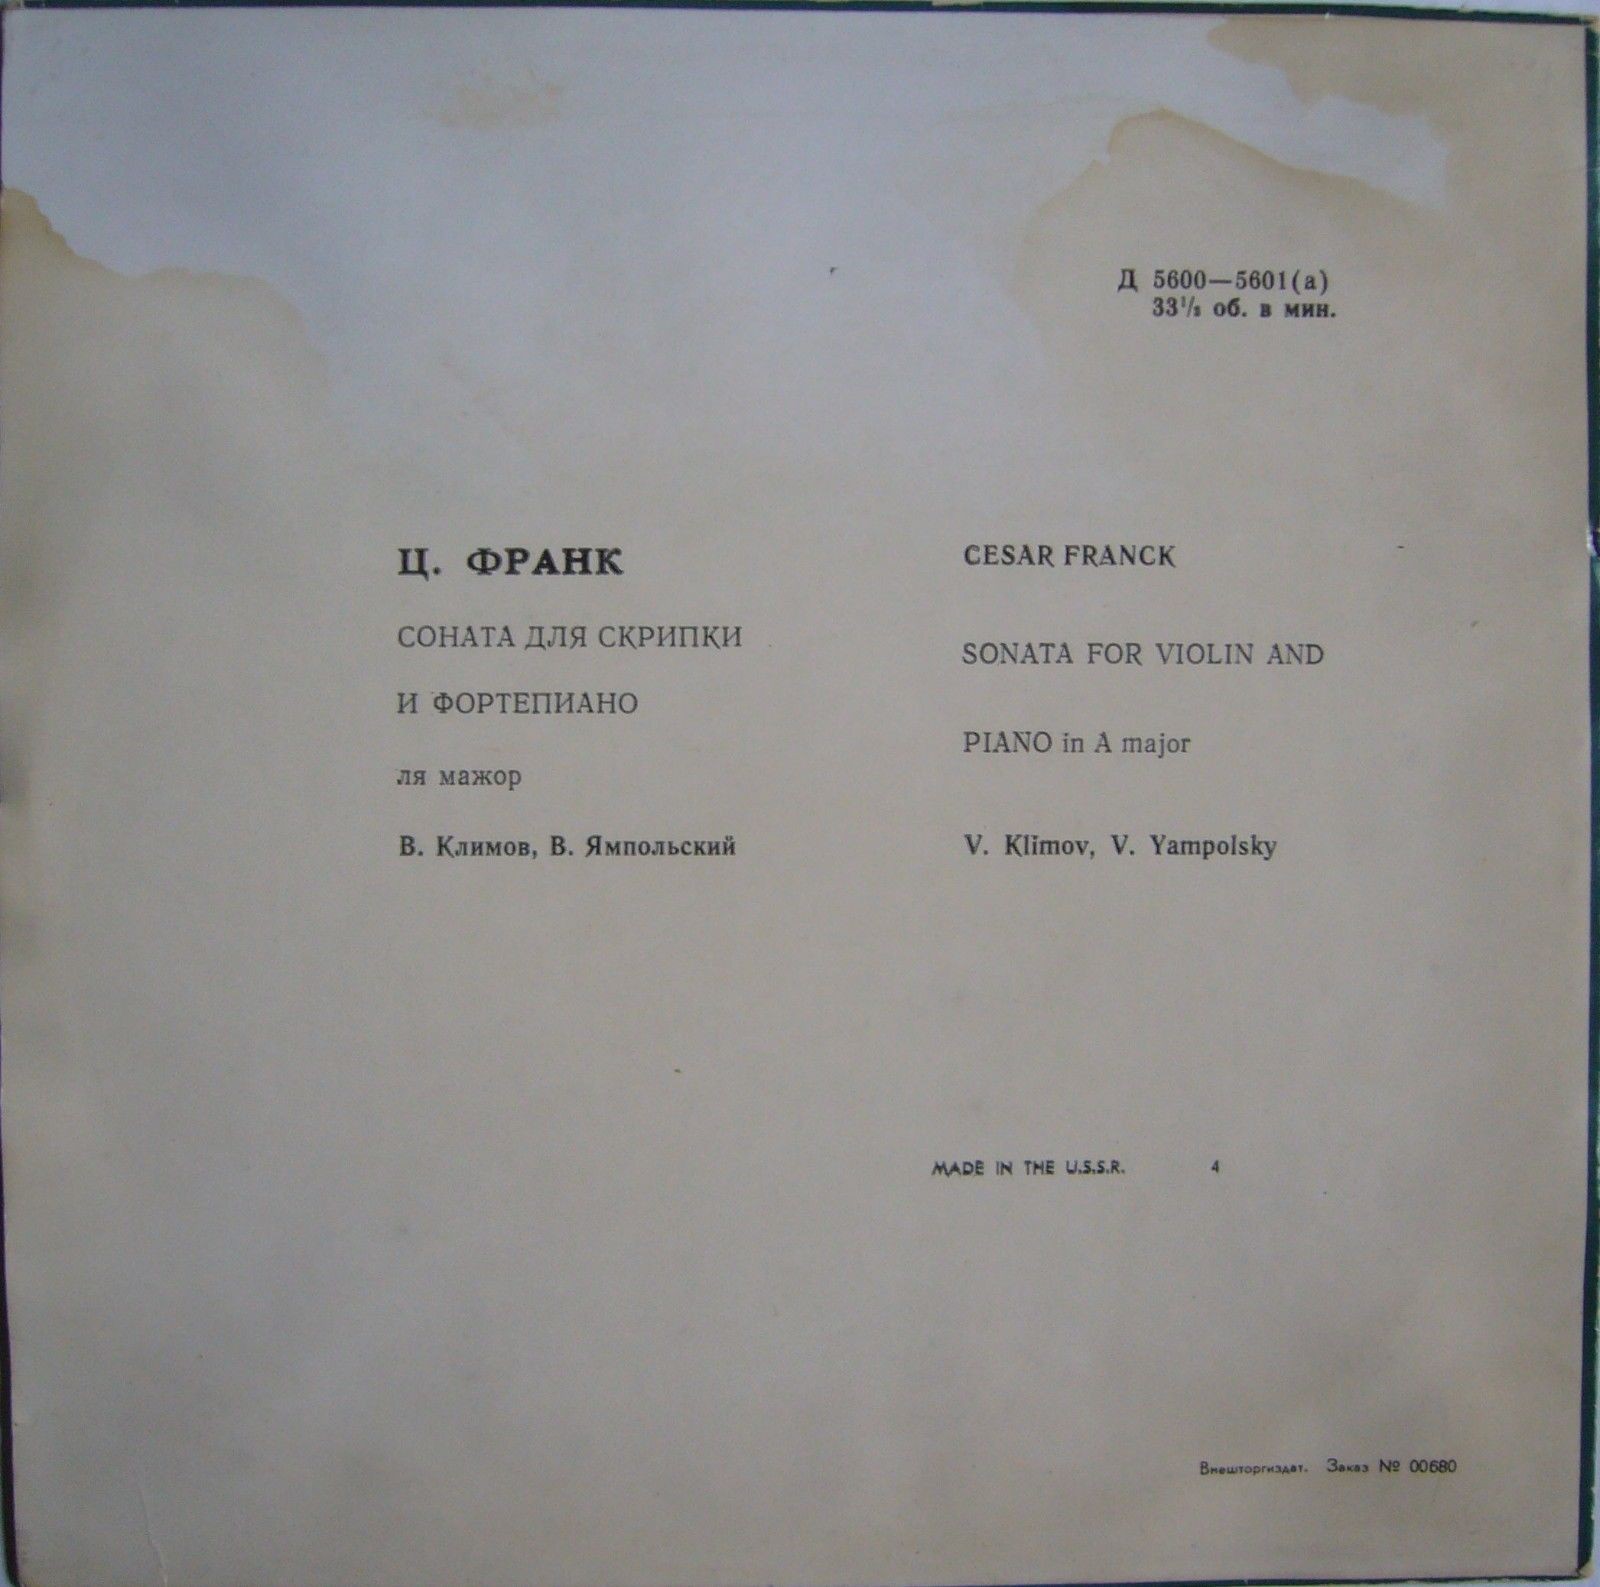 Д 5600—5601(а)
33⅓ об. в мин.
Ц. ФРАНК
СОНАТА ДЛЯ СКРИПКИ
И ФОРТЕПИАНО
ля мажор
В. Климов, В. Ямпольский
CESAR FRANCK
SONATA FOR VIOLIN AND
PIANO in A major
V. Klimov, V. Yampolsky
MADE IN THE U.S.S.R. 4
Внешторгиздат. Заказ № 00680